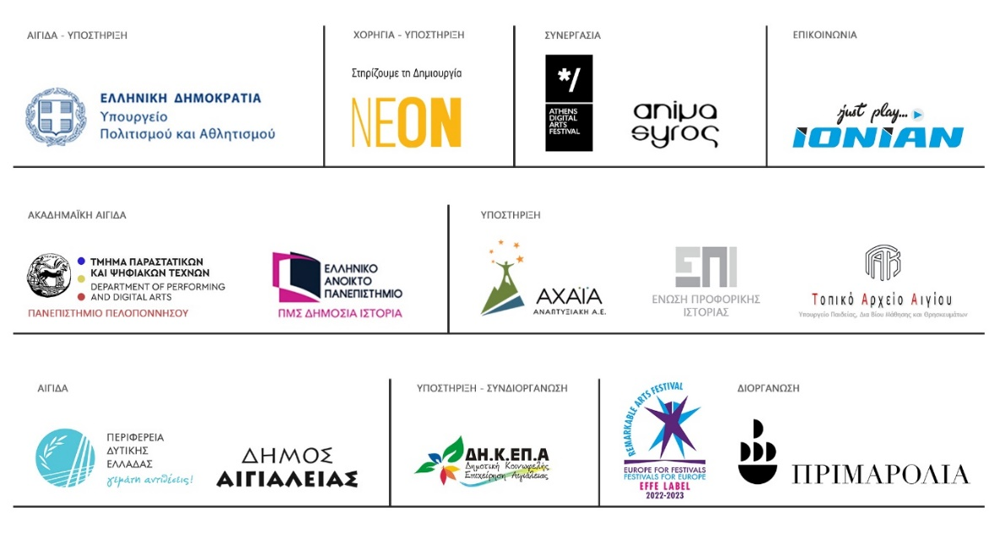 ΑΙΓΙΔΑ - ΥΠΟΣΤΗΡΙΞΗ
ΕΛΛΗΝΙΚΗ ΔΗΜΟΚΡΑΤΙΑ
Υπουργείο
Πολιτισμού και Αθλητισμού
ΧΟΡΗΓΙΑ - ΥΠΟΣΤΗΡΙΞΗ
Στηρίζουμε τη Δημιουργία
NEON
ΣΥΝΕΡΓΑΣΙΑ
*/
ATHENS
DIGITAL
ARTS
FESTIVAL
anima
syros
ΕΠΙΚΟΙΝΩΝΙΑ
just play...
IONIAN
ΑΚΑΔΗΜΑΪΚΗ ΑΙΓΙΔΑ
ΤΜΗΜΑ ΠΑΡΑΣΤΑΤΙΚΩΝ
ΚΑΙ ΨΗΦΙΑΚΩΝ ΤΕΧΝΩΝ
DEPARTMENT OF PERFORMING
AND DIGITAL ARTS
ΠΑΝΕΠΙΣΤΗΜΙΟ ΠΕΛΟΠΟΝΝΗΣΟΥ
ΕΛΛΗΝΙΚΟ
ΑΝΟΙΚΤΟ
ΠΑΝΕΠΙΣΤΗΜΙΟ
ΠΜΣ ΔΗΜΟΣΙΑ ΙΣΤΟΡΙΑ
ΥΠΟΣΤΗΡΙΞΗ
ΑΧΑΪΑ
ΑΝΑΠΤΥΞΙΑΚΗ Α.Ε.
ΕΠΙ
ΕΝΩΣΗ ΠΡΟΦΟΡΙΚΗΣ
ΙΣΤΟΡΙΑΣ
Τοπικό Αρχείο Αιγίου
Υπουργείο Παιδείας, Δια Βίου Μάθησης και Θρησκευμάτων
ΑΙΓΙΔΑ
ΠΕΡΙΦΕΡΕΙΑ
ΔΥΤΙΚΗΣ
ΕΛΛΑΔΑΣ
γεμάτη αντιθέσεις!
ΔΗΜΟΣ
ΑΙΓΙΑΛΕΙΑΣ
ΥΠΟΣΤΗΡΙΞΗ - ΣΥΝΔΙΟΡΓΑΝΩΣΗ
ΔΗ.Κ.ΕΠ.Α
Δημοτική Κοινωφελής
Επιχείρηση Αιγιάλειας
REMARKABLE ARTS FESTIVAL
EUROPE FOR FESTIVALS
FESTIVALS FOR EUROPE
EFFE LABEL
2022-2023
ΔΙΟΡΓΑΝΩΣΗ
ΠΡΙΜΑΡΟΛΙΑ